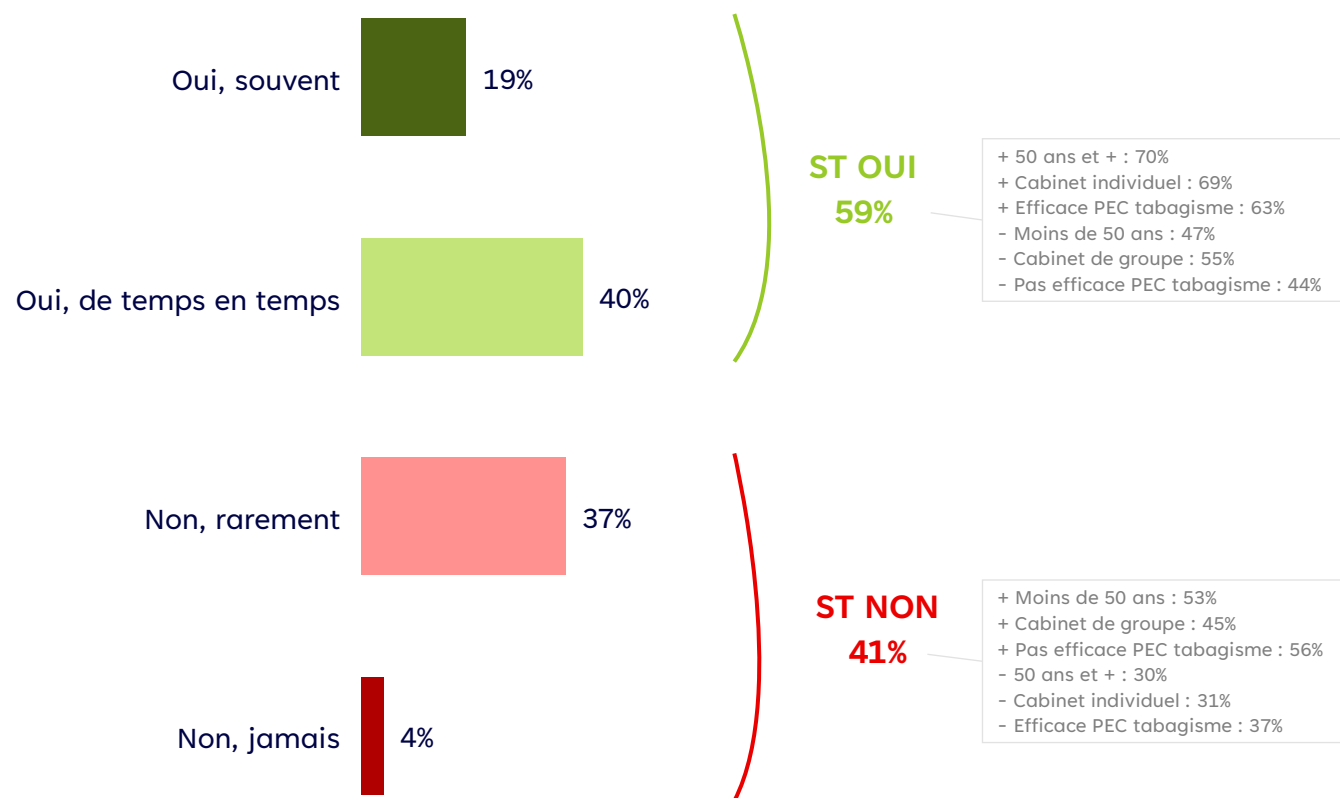 Oui, souvent
19%
Oui, de temps en temps
40%
ST OUI
59%
+ 50 ans et + : 70%
+ Cabinet individuel : 69%
+ Efficace PEC tabagisme : 63%
- Moins de 50 ans : 47%
- Cabinet de groupe : 55%
- Pas efficace PEC tabagisme : 44%
Non, rarement
37%
Non, jamais
4%
ST NON
41%
+ Moins de 50 ans : 53%
+ Cabinet de groupe : 45%
+ Pas efficace PEC tabagisme : 56%
- 50 ans et + : 30%
- Cabinet individuel : 31%
- Efficace PEC tabagisme : 37%